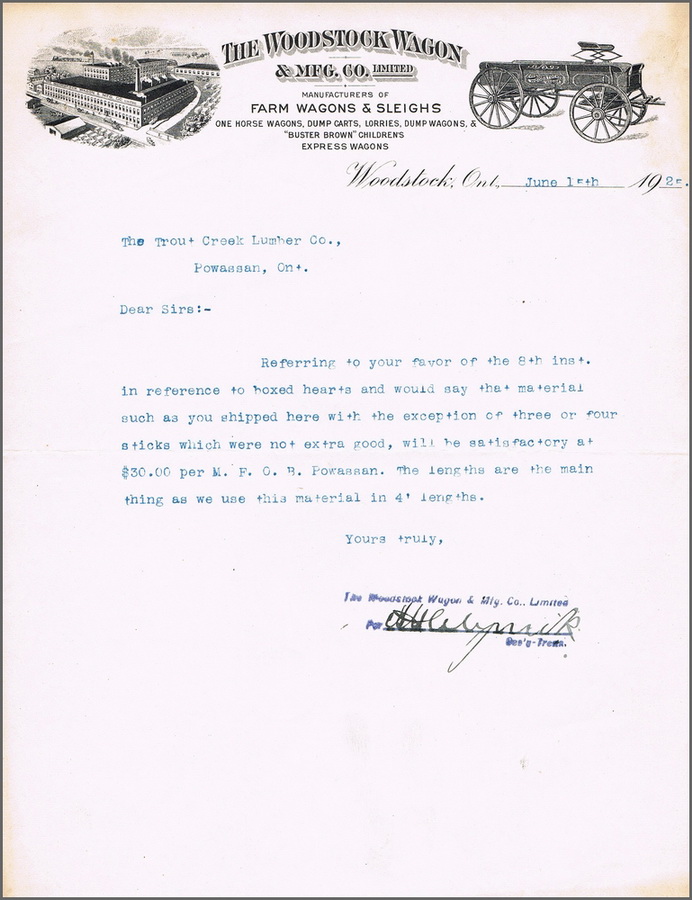 THE WOODSTOCK WAGON
& MFG. CO. LIMITED
MANUFACTURERS OF
FARM WAGONS & SLEIGHS
ONE HORSE WAGONS, DUMP CARTS, LORRIES, DUMP WAGONS, &
"BUSTER BROWN" CHILDREN'S
EXPRESS WAGONS
Woodstock, Ont. June 15th 1925.
The Trout Creek Lumber Co.,
Powassan, Ont.
Dear Sirs:-
Referring to your favor of the 8th inst.
in reference to boxed hearts and would say that material
such as you shipped here with the exception of three or four
sticks which were not extra good, will be satisfactory at
$30.00 per M. F. O. B. Powassan. The lengths are the main
thing as we use this material in 4' lengths.
Yours truly,
The Woodstock Wagon & Mfg. Co., Limited
Per
Sec'y-Treas.